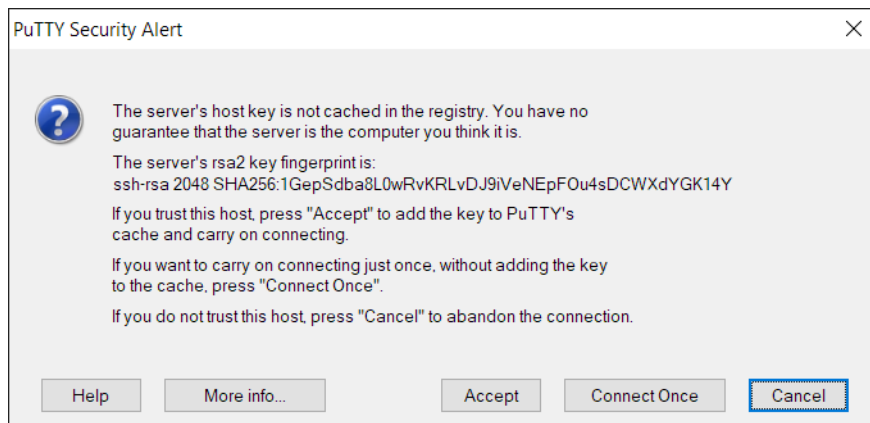 PuTTY Security Alert
The server's host key is not cached in the registry. You have no
guarantee that the server is the computer you think it is.
The server's rsa2 key fingerprint is:
ssh-rsa 2048 SHA256:1GepSdba8L0wRvKRLvDJ9iVeNEpFOu4sDCWXdYGK14Y
If you trust this host, press "Accept" to add the key to PuTTY's
cache and carry on connecting.
If you want to carry on connecting just once, without adding the key
to the cache, press "Connect Once".
If you do not trust this host, press "Cancel" to abandon the connection.
Help More info... Accept Connect Once Cancel